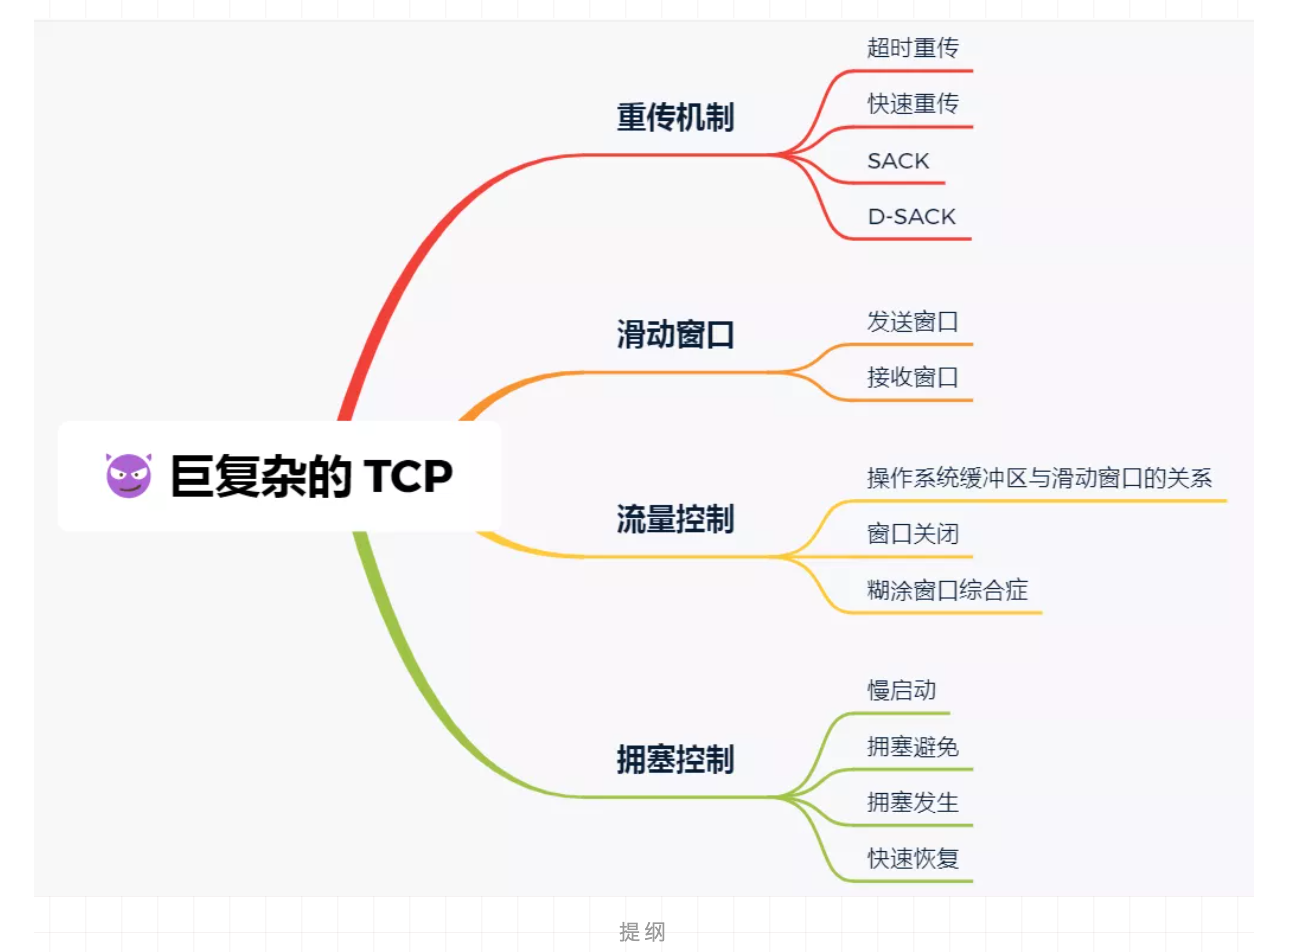 巨复杂的 TCP
重传机制
超时重传
快速重传
SACK
D-SACK
滑动窗口
发送窗口
接收窗口
流量控制
操作系统缓冲区与滑动窗口的关系
窗口关闭
糊涂窗口综合症
拥塞控制
慢启动
拥塞避免
拥塞发生
快速恢复
提纲